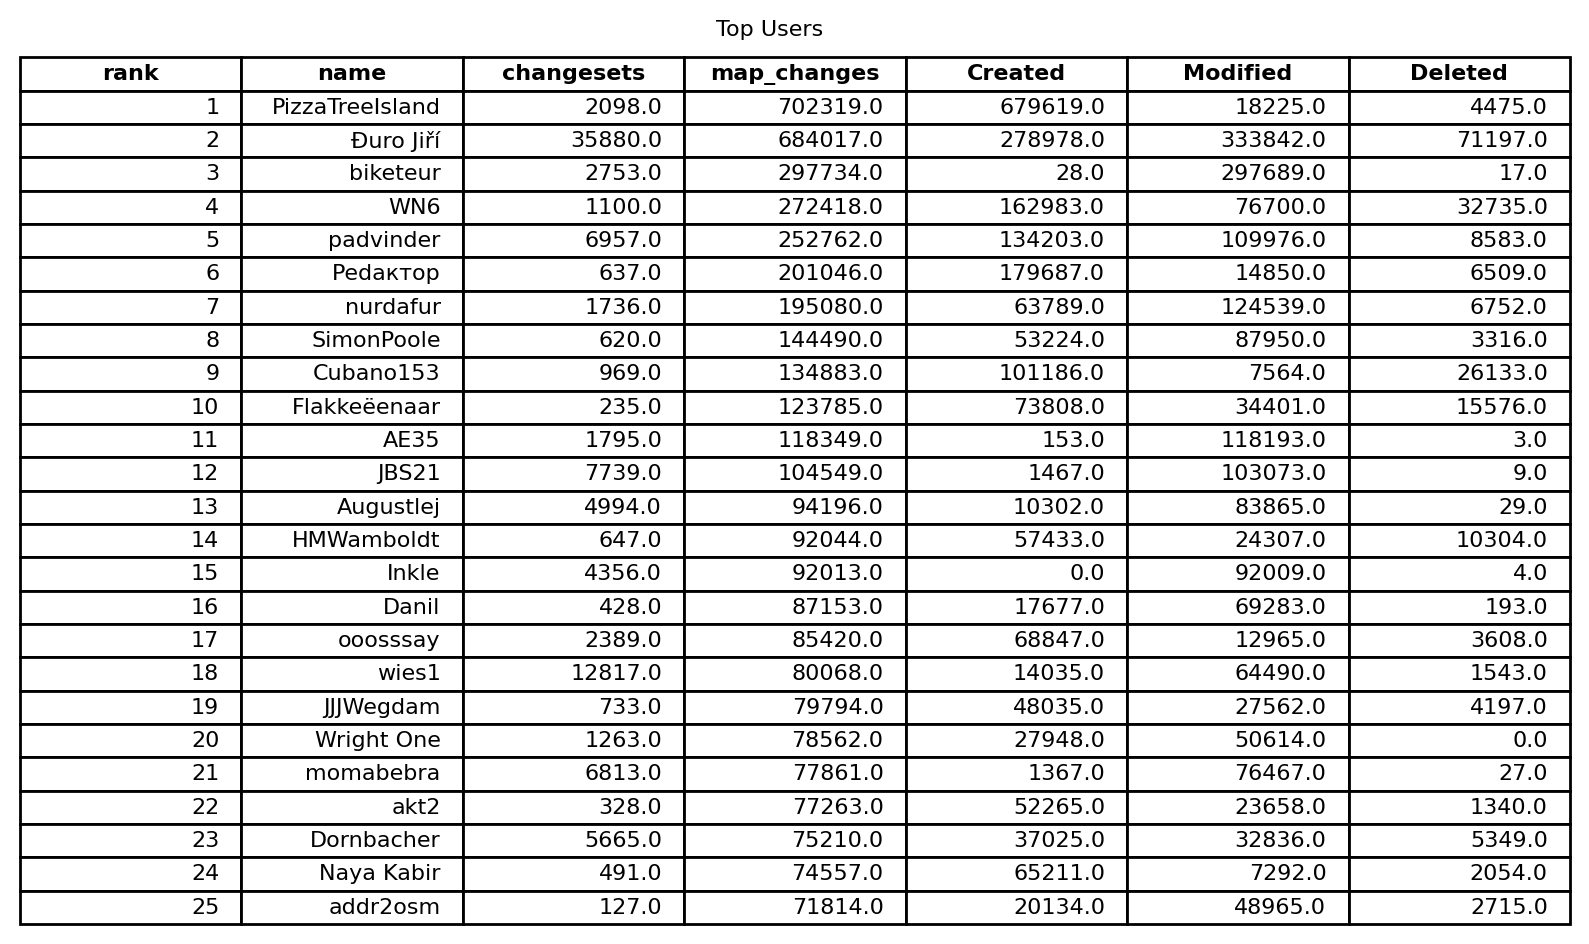 Top Users
rank name changesets map_changes Created Modified Deleted
1 PizzaTreeIsland 2098.0 702319.0 679619.0 18225.0 4475.0
2 Đuro Jiří 35880.0 684017.0 278978.0 333842.0 71197.0
3 biketeur 2753.0 297734.0 28.0 297689.0 17.0
4 WN6 1100.0 272418.0 162983.0 76700.0 32735.0
5 padvinder 6957.0 252762.0 134203.0 109976.0 8583.0
6 Редактор 637.0 201046.0 179687.0 14850.0 6509.0
7 nurdafur 1736.0 195080.0 63789.0 124539.0 6752.0
8 SimonPoole 620.0 144490.0 53224.0 87950.0 3316.0
9 Cubano153 969.0 134883.0 101186.0 7564.0 26133.0
10 Flakkeëenaar 235.0 123785.0 73808.0 34401.0 15576.0
11 AE35 1795.0 118349.0 153.0 118193.0 3.0
12 JBS21 7739.0 104549.0 1467.0 103073.0 9.0
13 Augustlej 4994.0 94196.0 10302.0 83865.0 29.0
14 HMWamboldt 647.0 92044.0 57433.0 24307.0 10304.0
15 Inkle 4356.0 92013.0 0.0 92009.0 4.0
16 Danil 428.0 87153.0 17677.0 69283.0 193.0
17 ooosssay 2389.0 85420.0 68847.0 12965.0 3608.0
18 wies1 12817.0 80068.0 14035.0 64490.0 1543.0
19 JJJWegdam 733.0 79794.0 48035.0 27562.0 4197.0
20 Wright One 1263.0 78562.0 27948.0 50614.0 0.0
21 momabebra 6813.0 77861.0 1367.0 76467.0 27.0
22 akt2 328.0 77263.0 52265.0 23658.0 1340.0
23 Dornbacher 5665.0 75210.0 37025.0 32836.0 5349.0
24 Naya Kabir 491.0 74557.0 65211.0 7292.0 2054.0
25 addr2osm 127.0 71814.0 20134.0 48965.0 2715.0